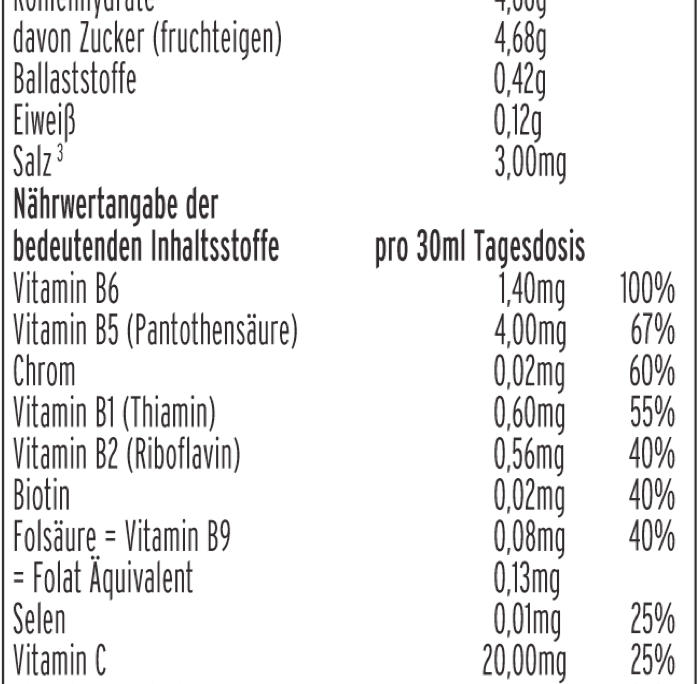 Kohlenhydrate
davon Zucker (fruchteigen) 4,68g
Ballaststoffe 0,42g
Eiweiß 0,12g
Salz ³ 3,00mg
Nährwertangabe der
bedeutenden Inhaltsstoffe pro 30ml Tagesdosis
Vitamin B6 1,40mg 100%
Vitamin B5 (Pantothensäure) 4,00mg 67%
Chrom 0,02mg 60%
Vitamin B1 (Thiamin) 0,60mg 55%
Vitamin B2 (Riboflavin) 0,56mg 40%
Biotin 0,02mg 40%
Folsäure = Vitamin B9 0,08mg 40%
= Folat Äquivalent 0,13mg
Selen 0,01mg 25%
Vitamin C 20,00mg 25%